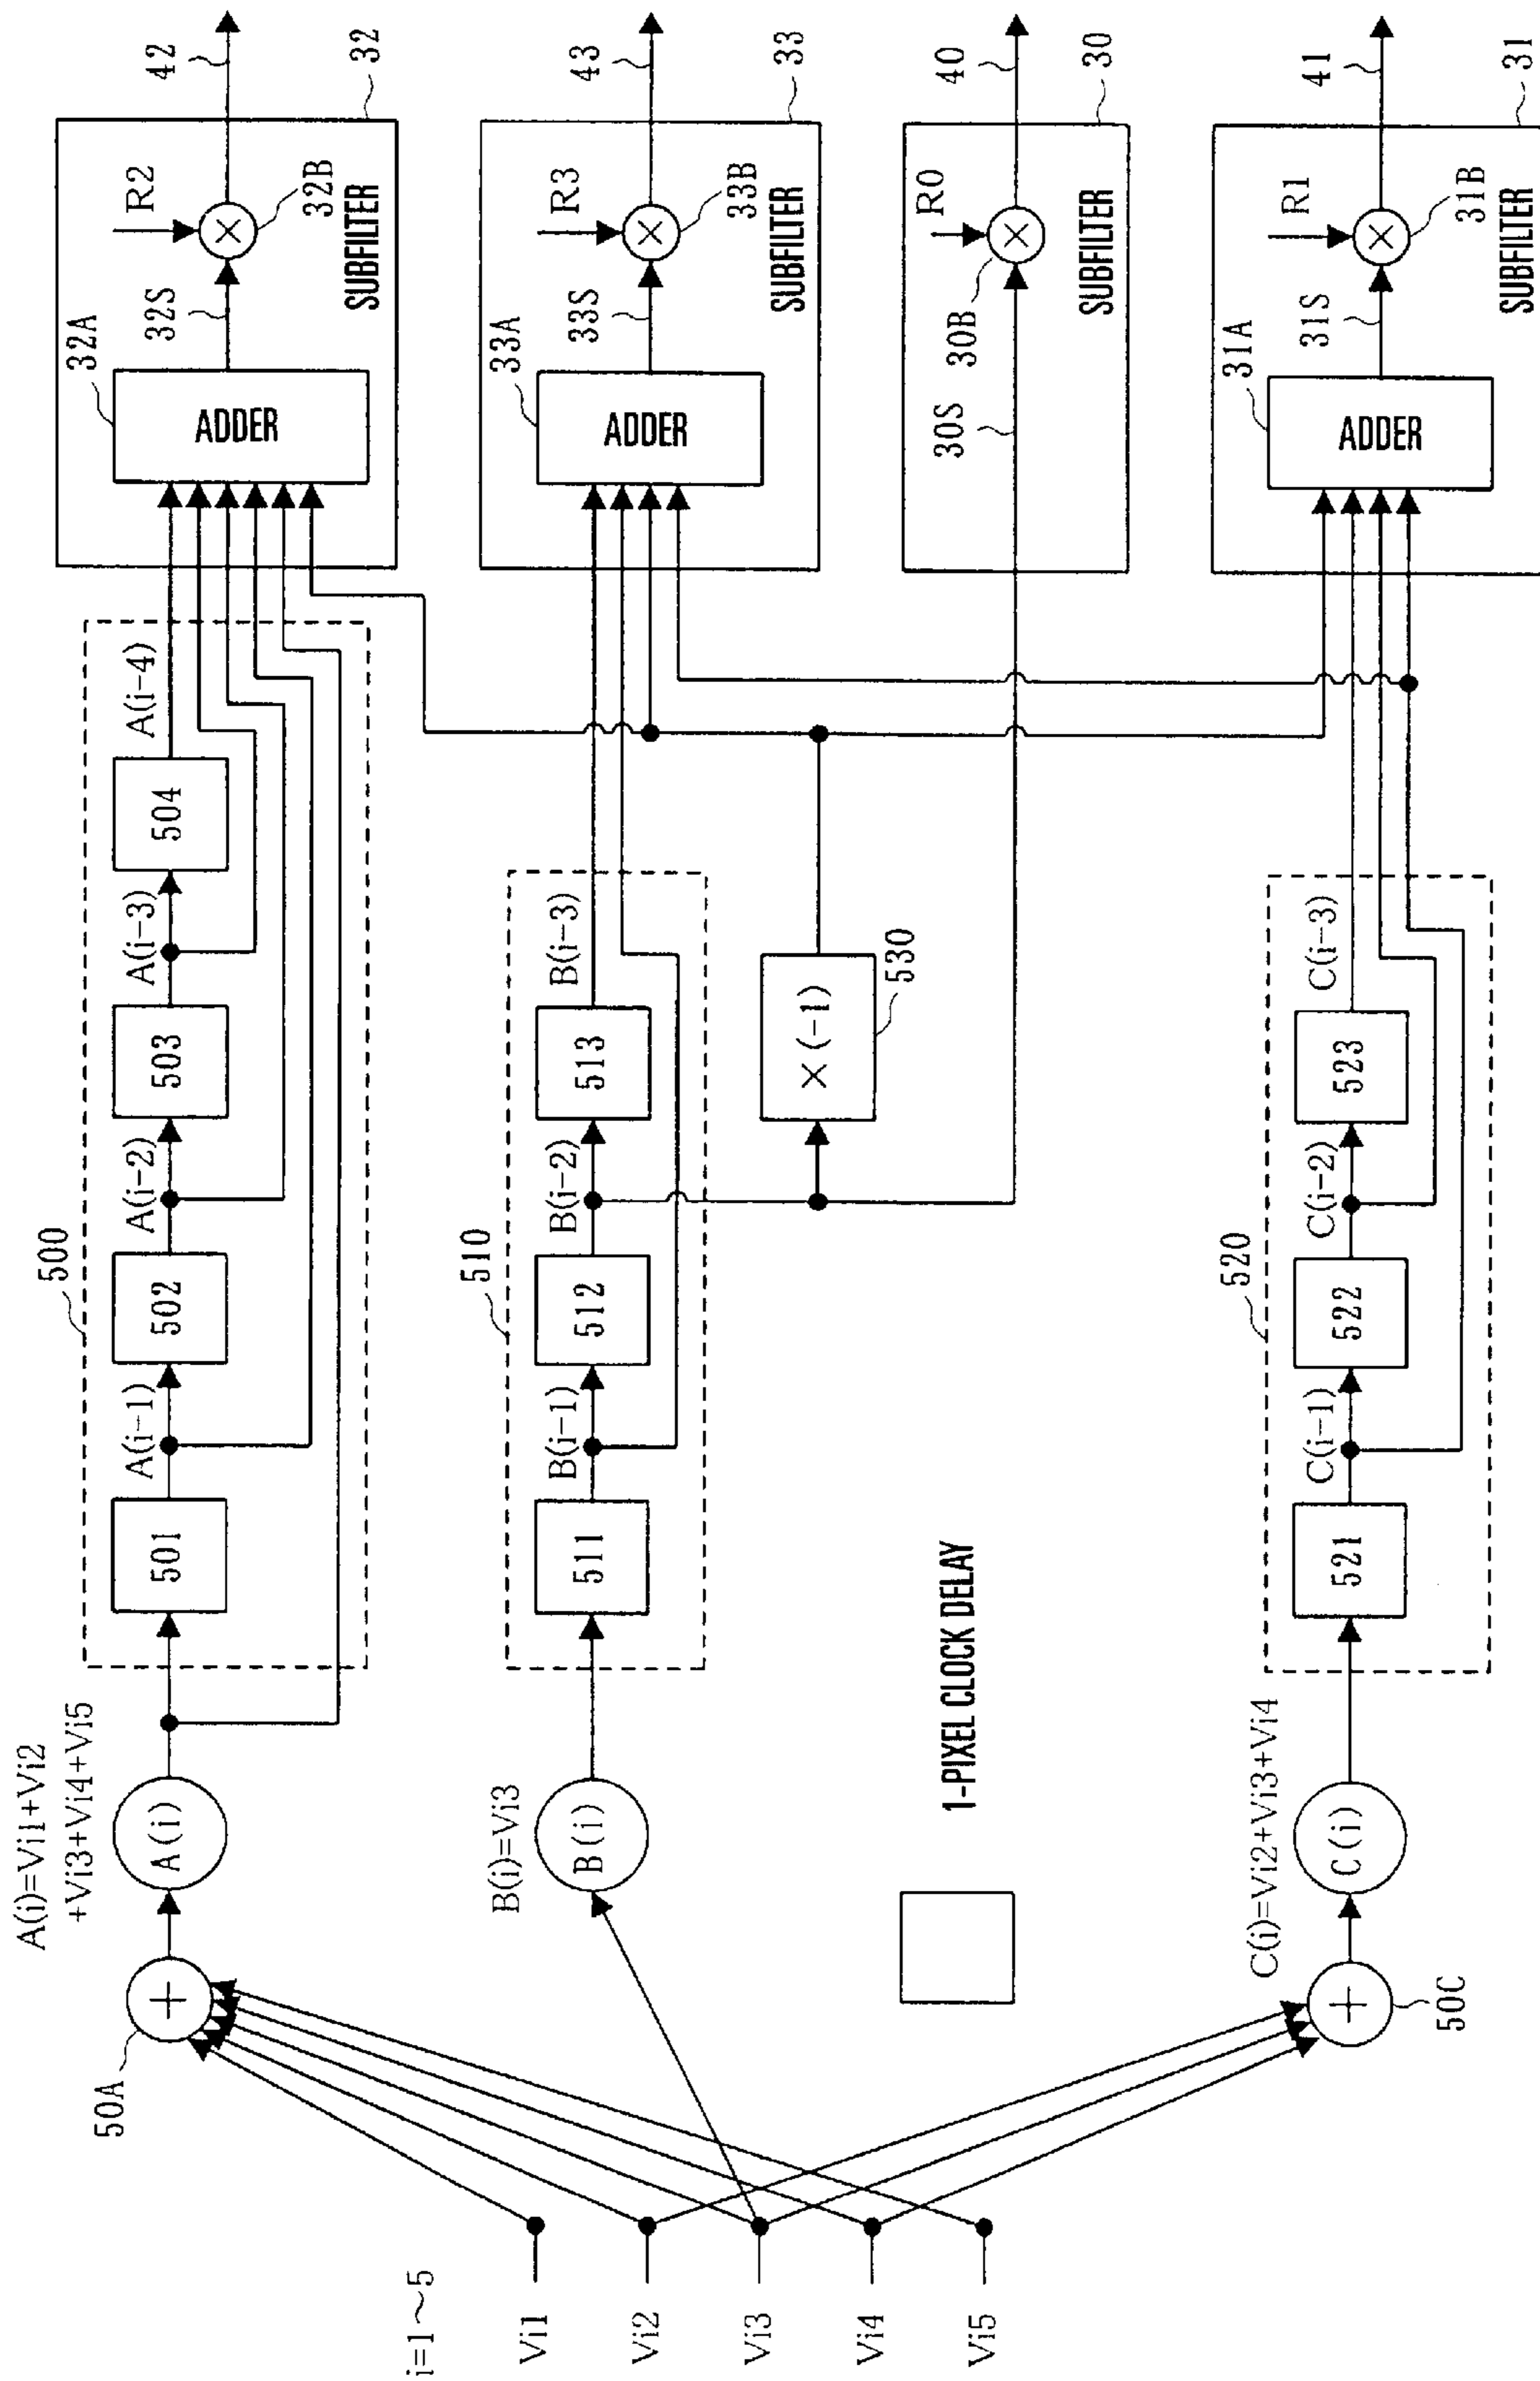 A(i)=Vi1+Vi2
+Vi3+Vi4+Vi5
50A
A(i)
500
501
A(i-1)
502
A(i-2)
503
A(i-3)
504
A(i-4)
32A
ADDER
32S
R2
32B
SUBFILTER
42
32
i=1~5
Vi1
Vi2
Vi3
Vi4
Vi5
B(i)=Vi3
B(i)
510
511
B(i-1)
512
B(i-2)
513
B(i-3)
33A
ADDER
33S
R3
33B
SUBFILTER
43
33
×(-1)
530
1-PIXEL CLOCK DELAY
30S
30B
R0
SUBFILTER
40
30
C(i)=Vi2+Vi3+Vi4
50C
C(i)
520
521
C(i-1)
522
C(i-2)
523
C(i-3)
31A
ADDER
31S
R1
31B
SUBFILTER
41
31